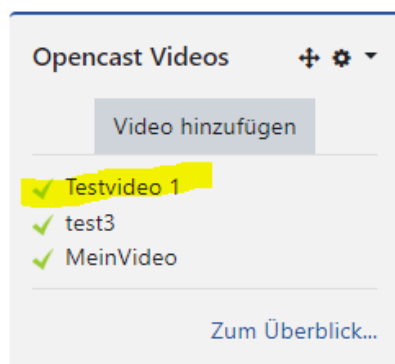 Opencast Videos
Video hinzufügen
Testvideo 1
test3
MeinVideo
Zum Überblick...